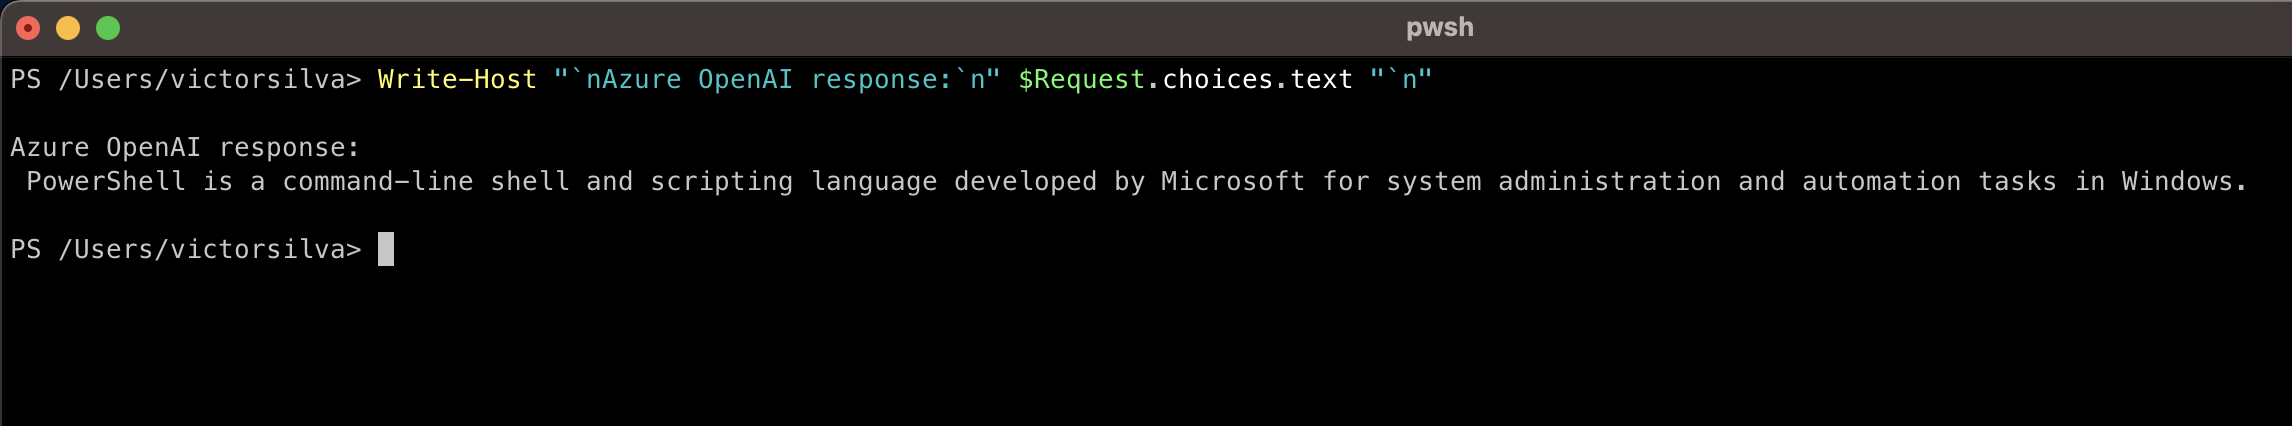 pwsh
PS /Users/victorsilva> Write-Host "`nAzure OpenAI response:`n" $Request.choices.text "`n"
Azure OpenAI response:
PowerShell is a command-line shell and scripting language developed by Microsoft for system administration and automation tasks in Windows.
PS /Users/victorsilva>